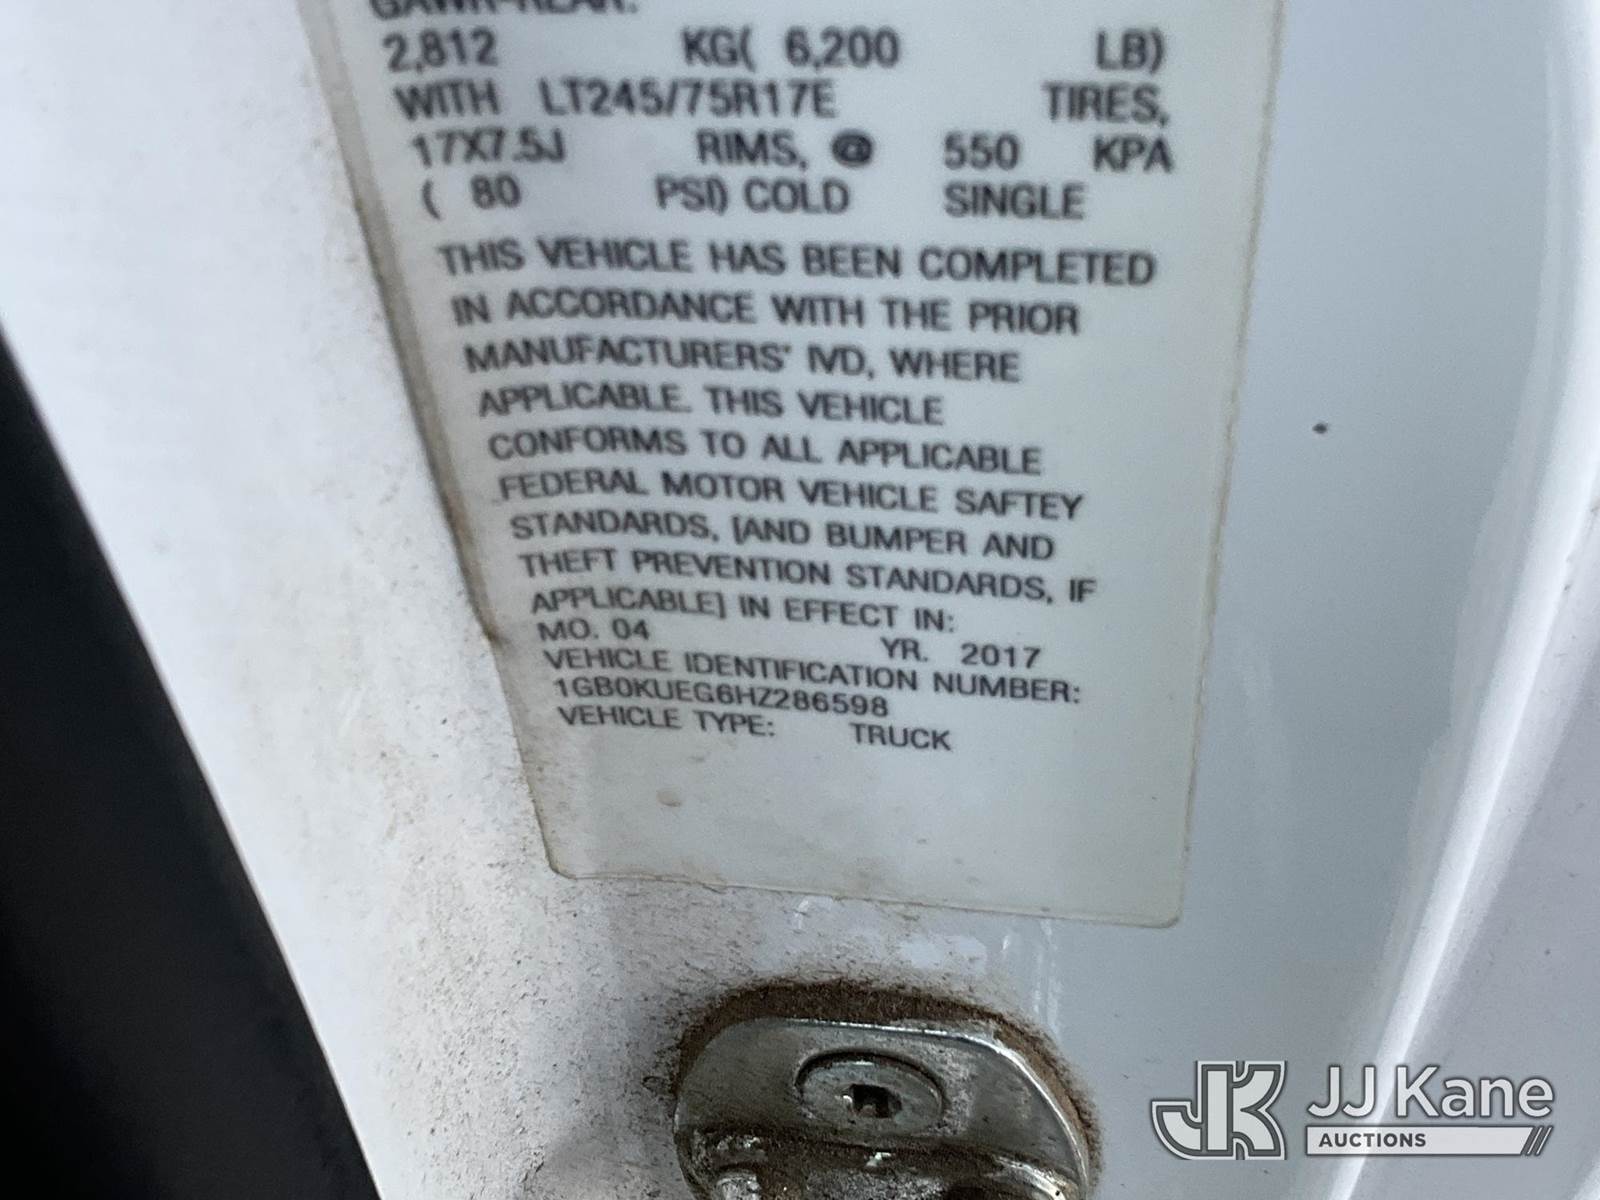 GAWR-REAR:
2,812 KG( 6,200 LB)
WITH LT245/75R17E TIRES,
17X7.5J RIMS, @ 550 KPA
( 80 PSI) COLD SINGLE
THIS VEHICLE HAS BEEN COMPLETED
IN ACCORDANCE WITH THE PRIOR
MANUFACTURERS' IVD, WHERE
APPLICABLE. THIS VEHICLE
CONFORMS TO ALL APPLICABLE
FEDERAL MOTOR VEHICLE SAFTEY
STANDARDS, [AND BUMPER AND
THEFT PREVENTION STANDARDS, IF
APPLICABLE] IN EFFECT IN:
MO. 04 YR. 2017
VEHICLE IDENTIFICATION NUMBER:
1GB0KUEG6HZ286598
VEHICLE TYPE: TRUCK
JK JJ Kane
AUCTIONS